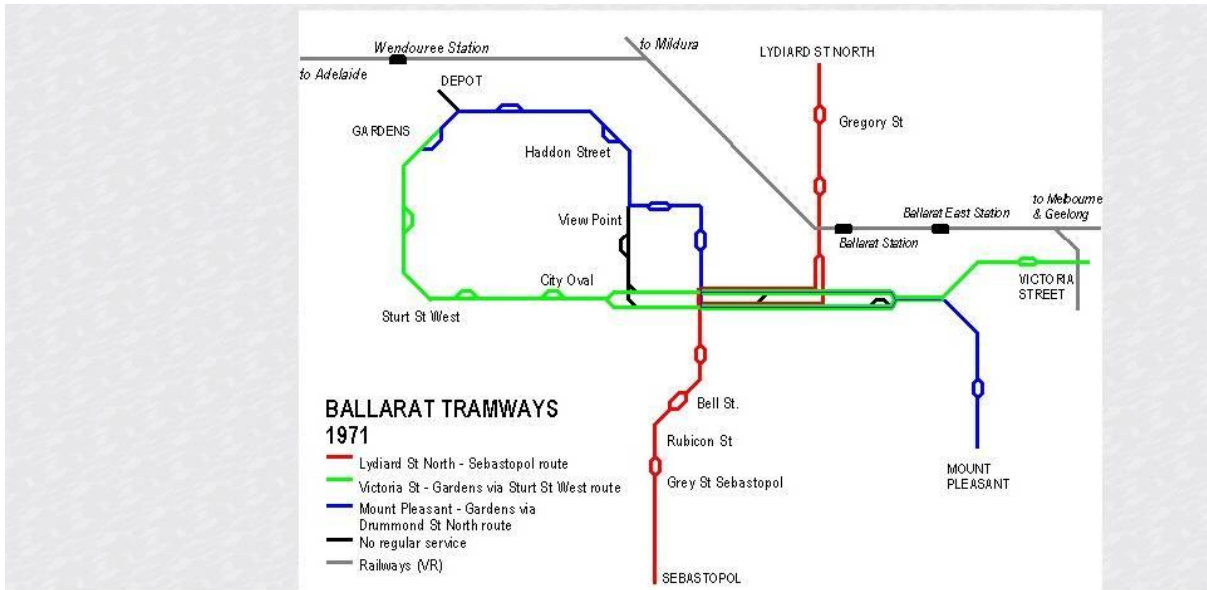 Wendouree Station
to Mildura
LYDIARD ST NORTH
to Adelaide
DEPOT
GARDENS
Gregory St
Haddon Street
to Melbourne
& Geelong
View Point
Ballarat East Station
Ballarat Station
City Oval
VICTORIA
STREET
Sturt St West
BALLARAT TRAMWAYS
1971
Bell St.
Lydiard St North - Sebastopol route
Rubicon St
Victoria St - Gardens via Sturt St West route
Grey St Sebastopol
MOUNT
PLEASANT
Mount Pleasant - Gardens via
Drummond St North route
No regular service
Railways (VR)
SEBASTOPOL